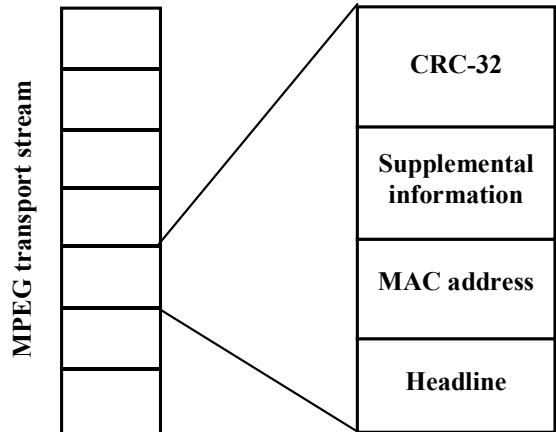 MPEG transport stream
CRC-32
Supplemental
information
MAC address
Headline